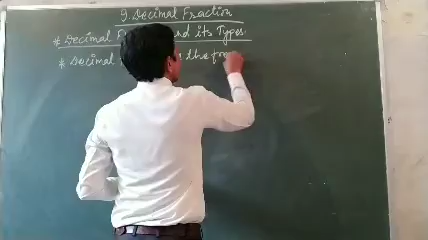 9. Decimal Fraction
* Decimal F and its Types
* Decimal the fra